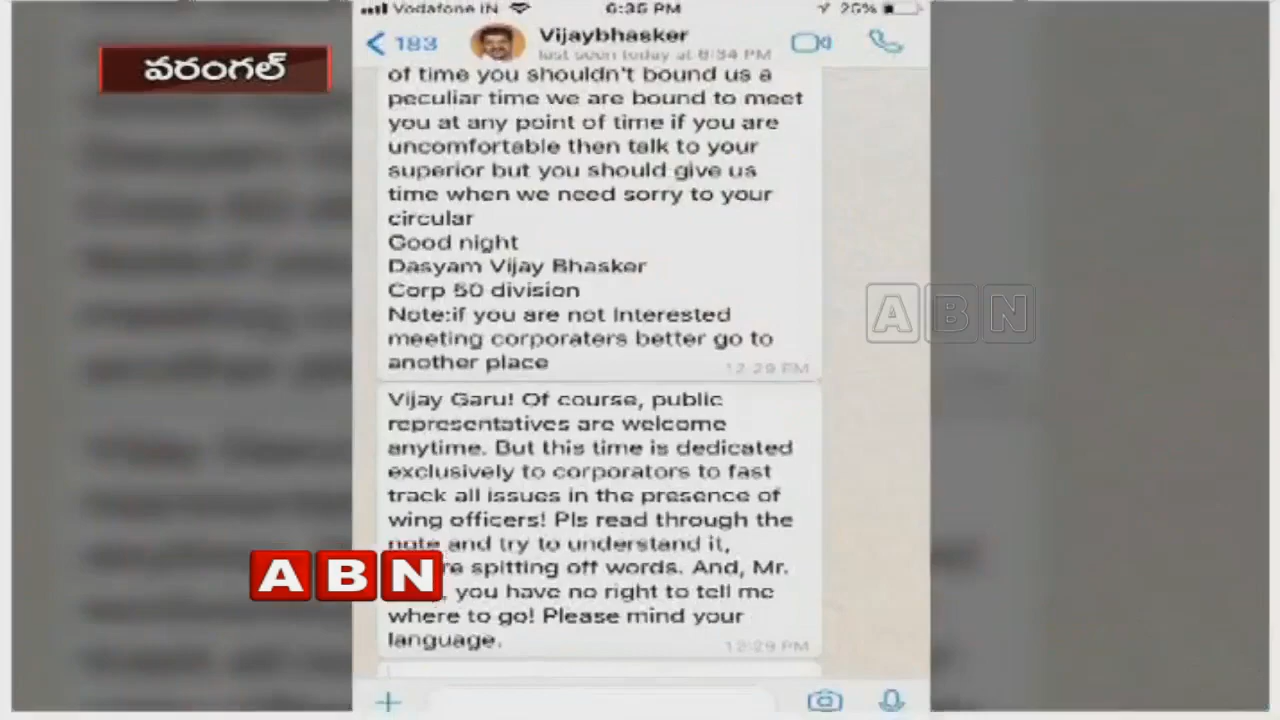 Vodafone IN
6:35 PM
25%
వరంగల్
183
Vijaybhasker
last seen today at 6:34 PM
of time you shouldn't bound us a
peculiar time we are bound to meet
you at any point of time if you are
uncomfortable then talk to your
superior but you should give us
time when we need sorry to your
circular
Good night
Dasyam Vijay Bhasker
Corp 50 division
Note:if you are not Interested
meeting corporaters better go to
another place
12:29 PM
ABN
Vijay Garu! Of course, public
representatives are welcome
anytime. But this time is dedicated
exclusively to corporators to fast
track all issues in the presence of
wing officers! Pls read through the
note and try to understand it,
spitting off words. And, Mr.
you have no right to tell me
where to go! Please mind your
language.
12:29 PM
ABN